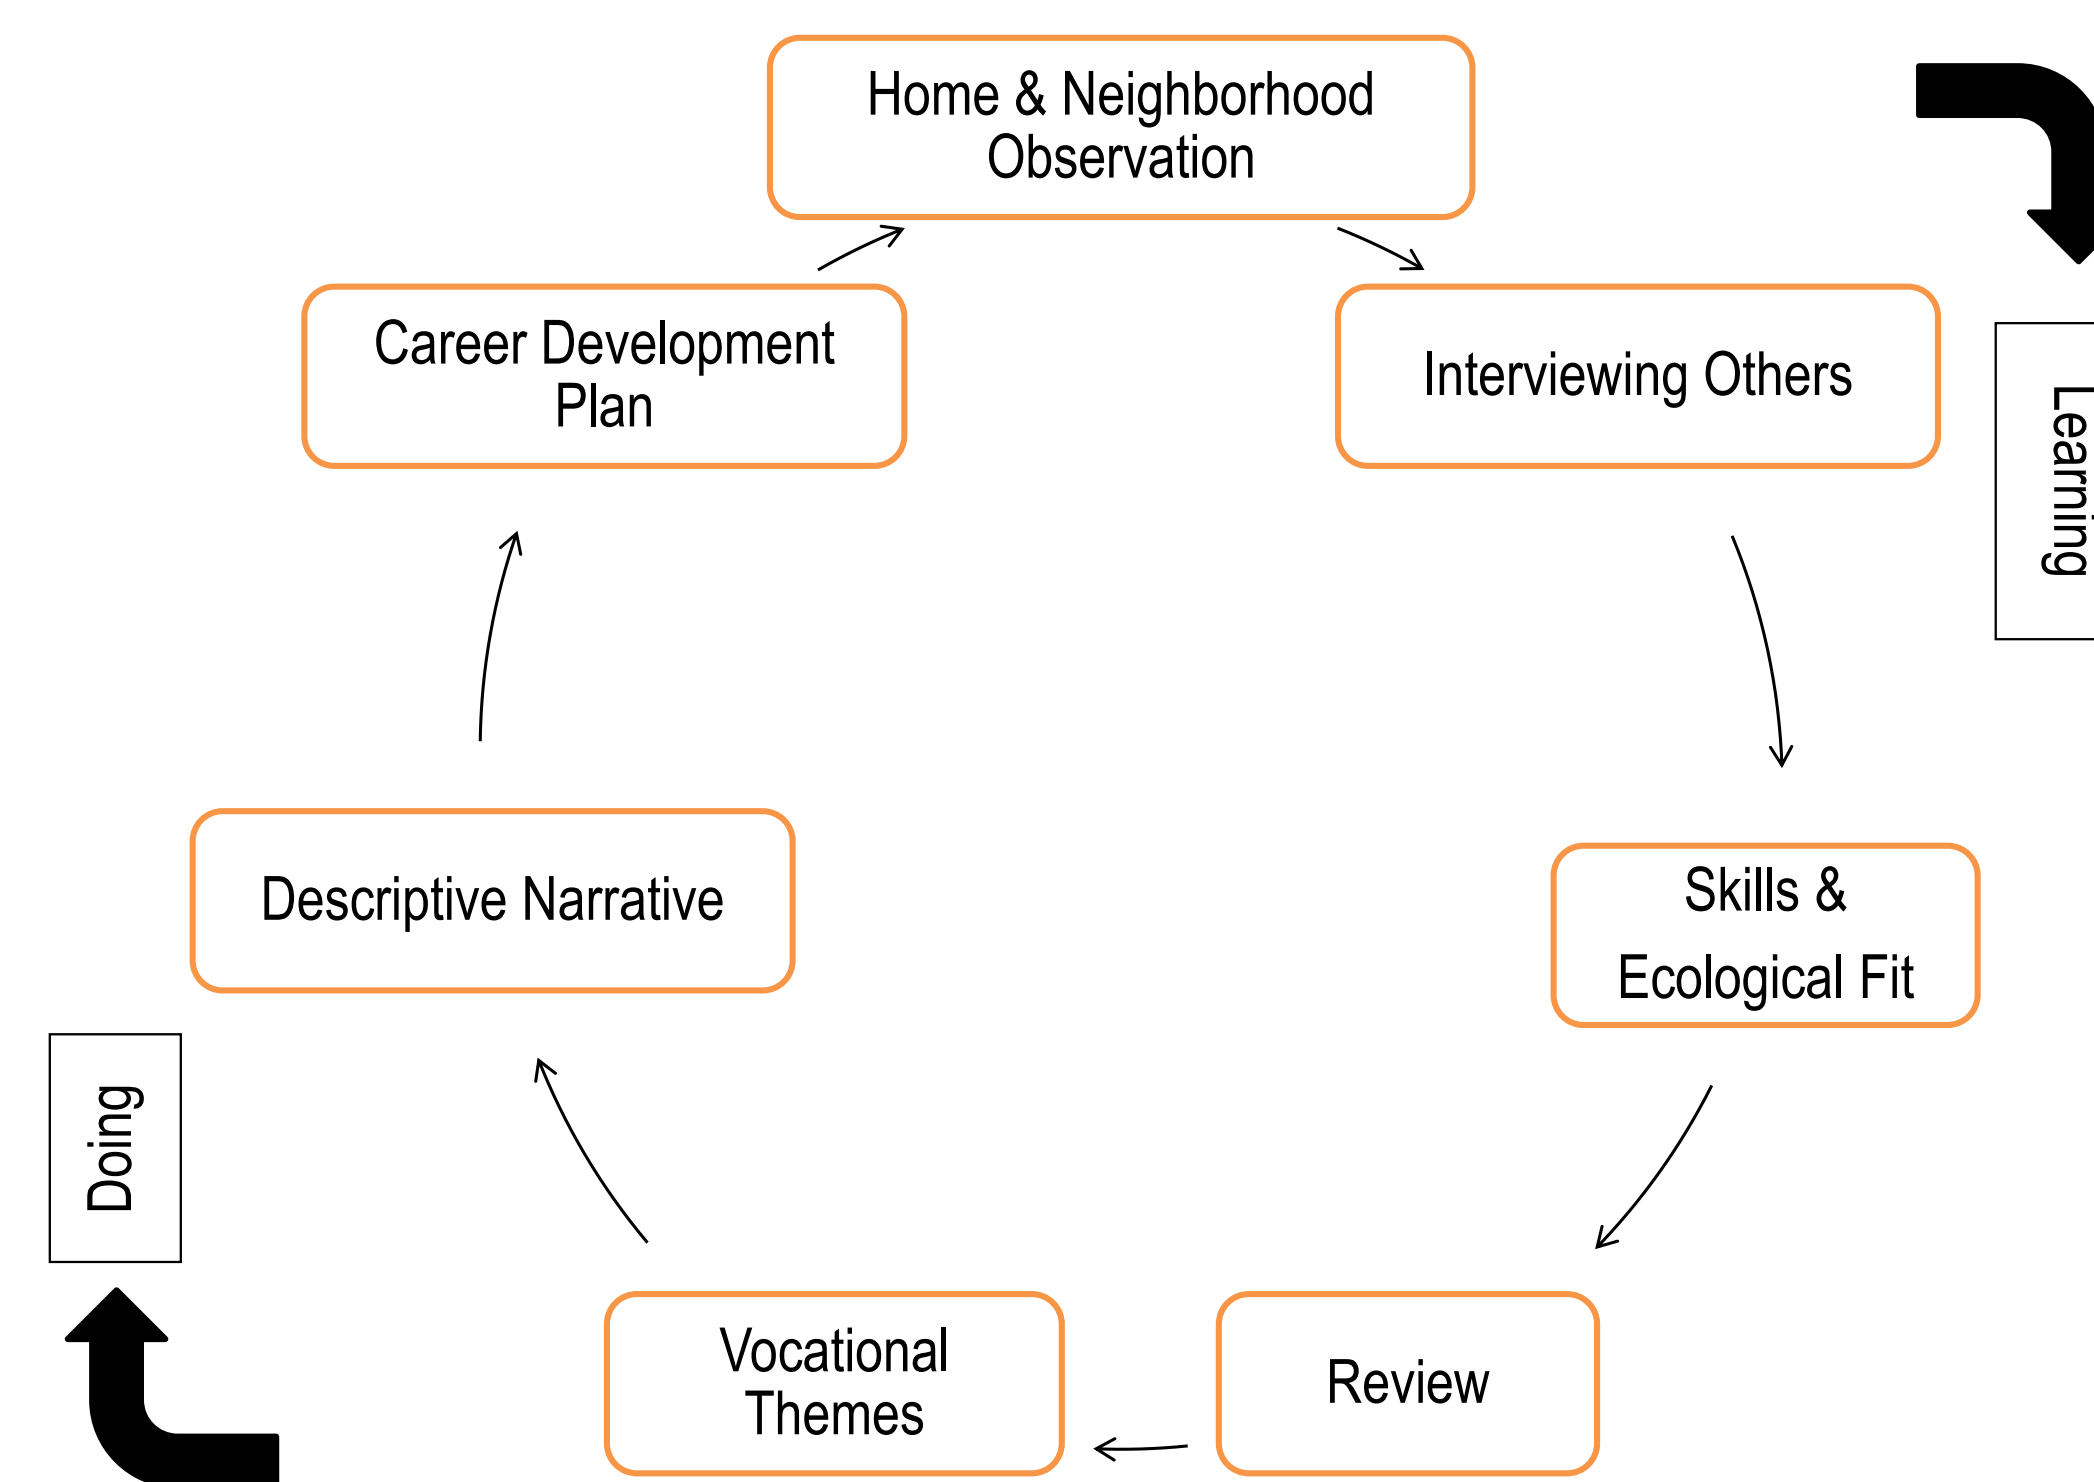 Home & Neighborhood
Observation
Interviewing Others
Learning
Skills &
Ecological Fit
Review
Vocational
Themes
Doing
Descriptive Narrative
Career Development
Plan